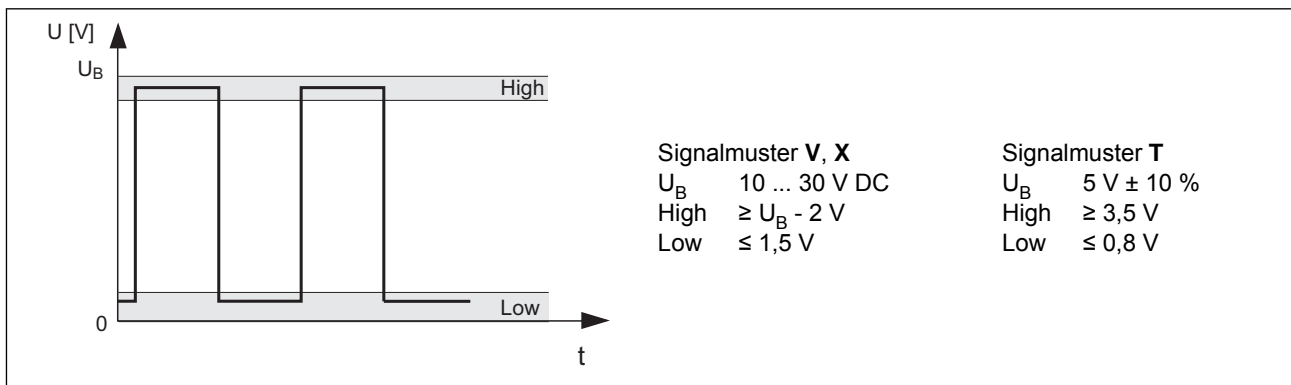 U [V]
U_B
High
Low
0
t
Signalmuster V, X
U_B 10 ... 30 V DC
High ≥ U_B - 2 V
Low ≤ 1,5 V
Signalmuster T
U_B 5 V ± 10 %
High ≥ 3,5 V
Low ≤ 0,8 V